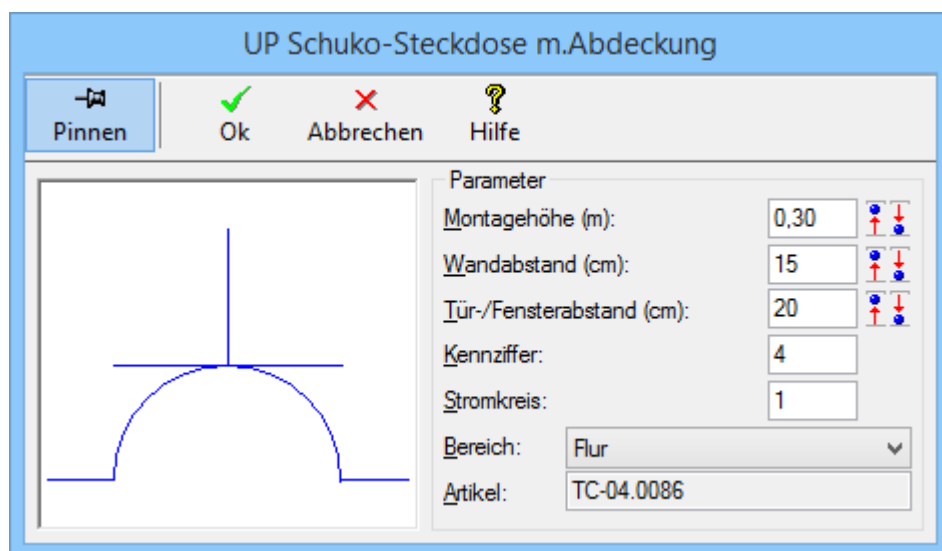 UP Schuko-Steckdose m.Abdeckung
Pinnen Ok Abbrechen Hilfe
Parameter
Montagehöhe (m): 0,30
Wandabstand (cm): 15
Tür-/Fensterabstand (cm): 20
Kennziffer: 4
Stromkreis: 1
Bereich: Flur
Artikel: TC-04.0086